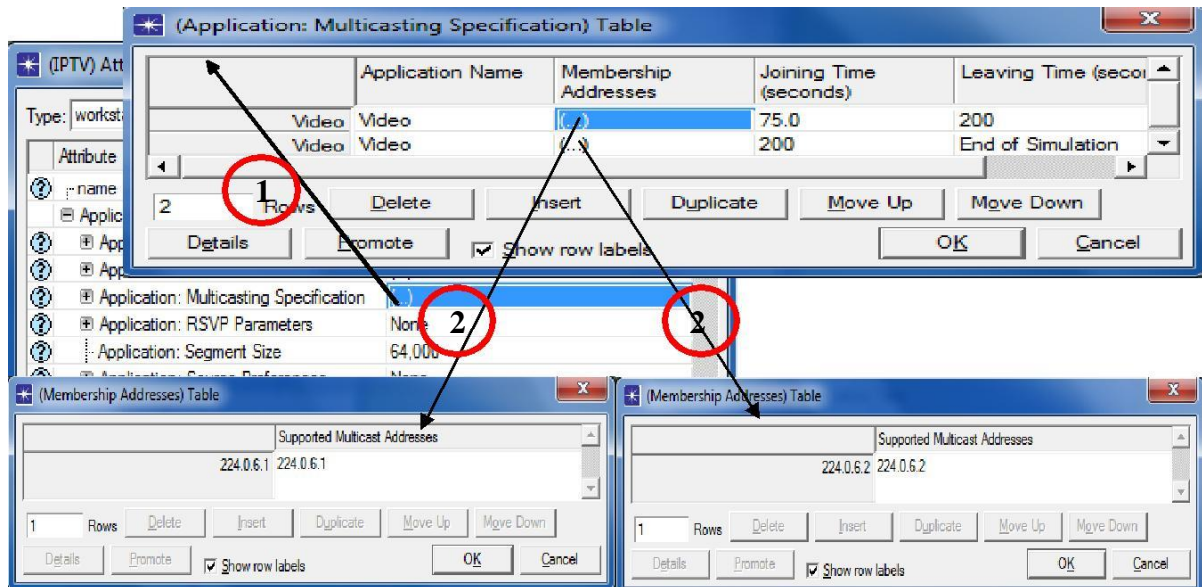 (Application: Multicasting Specification) Table
Application Name Membership Addresses Joining Time (seconds) Leaving Time (secon
Video Video (...) 75.0 200
Video Video (...) 200 End of Simulation
2 Rows Delete Insert Duplicate Move Up Move Down
Details Promote Show row labels OK Cancel
(IPTV) Att
Type: workst
Attribute
name
Applic
App
App
Application: Multicasting Specification (...)
Application: RSVP Parameters None
Application: Segment Size 64,000
1
2
2
(Membership Addresses) Table
Supported Multicast Addresses
224.0.6.1 224.0.6.1
1 Rows Delete Insert Duplicate Move Up Move Down
Details Promote Show row labels OK Cancel
(Membership Addresses) Table
Supported Multicast Addresses
224.0.6.2 224.0.6.2
1 Rows Delete Insert Duplicate Move Up Move Down
Details Promote Show row labels OK Cancel